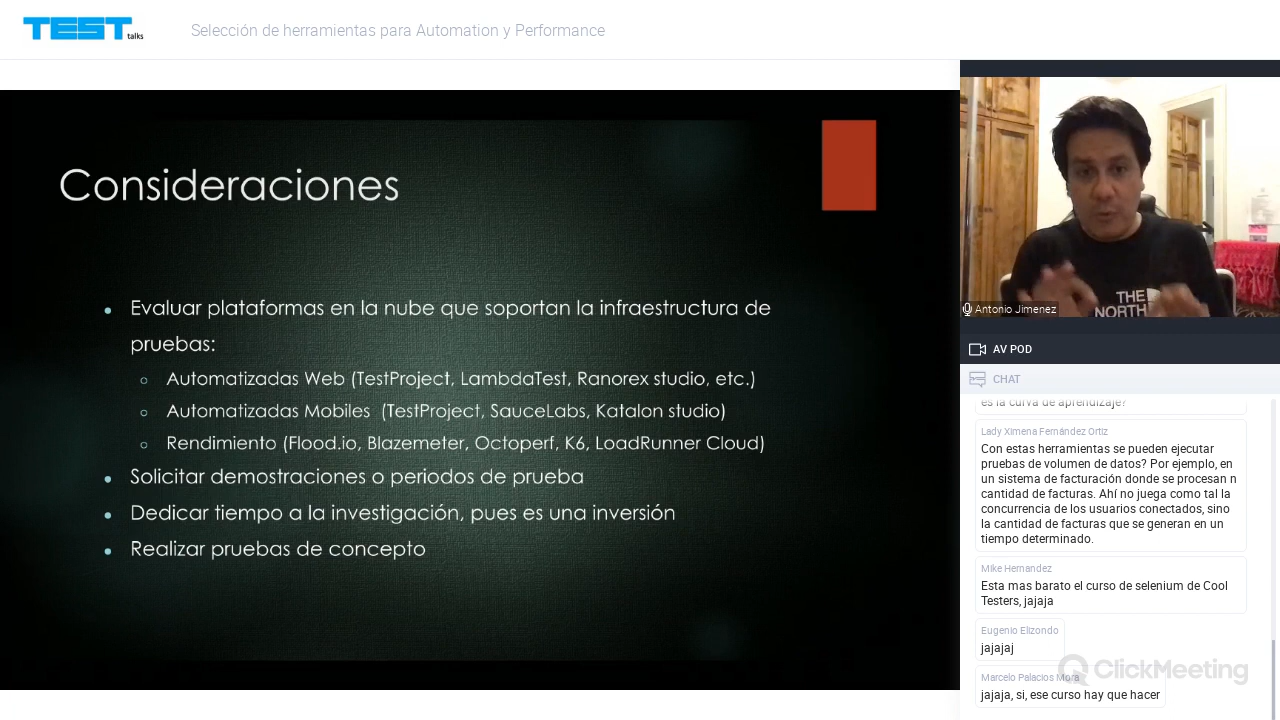 TEST talks
Selección de herramientas para Automation y Performance
Consideraciones
Evaluar plataformas en la nube que soportan la infraestructura de
pruebas:
Automatizadas Web (TestProject, LambdaTest, Ranorex studio, etc.)
Automatizadas Mobiles (TestProject, SauceLabs, Katalon studio)
Rendimiento (Flood.io, Blazemeter, Octoperf, K6, LoadRunner Cloud)
Solicitar demostraciones o periodos de prueba
Dedicar tiempo a la investigación, pues es una inversión
Realizar pruebas de concepto
THE
NORTH
Antonio Jimenez
AV POD
CHAT
es la curva de aprendizaje?
Lady Ximena Fernández Ortiz
Con estas herramientas se pueden ejecutar
pruebas de volumen de datos? Por ejemplo, en
un sistema de facturación donde se procesan n
cantidad de facturas. Ahí no juega como tal la
concurrencia de los usuarios conectados, sino
la cantidad de facturas que se generan en un
tiempo determinado.
Mike Hernandez
Esta mas barato el curso de selenium de Cool
Testers, jajaja
Eugenio Elizondo
jajajaj
ClickMeeting
Marcelo Palacios Mora
jajaja, si, ese curso hay que hacer